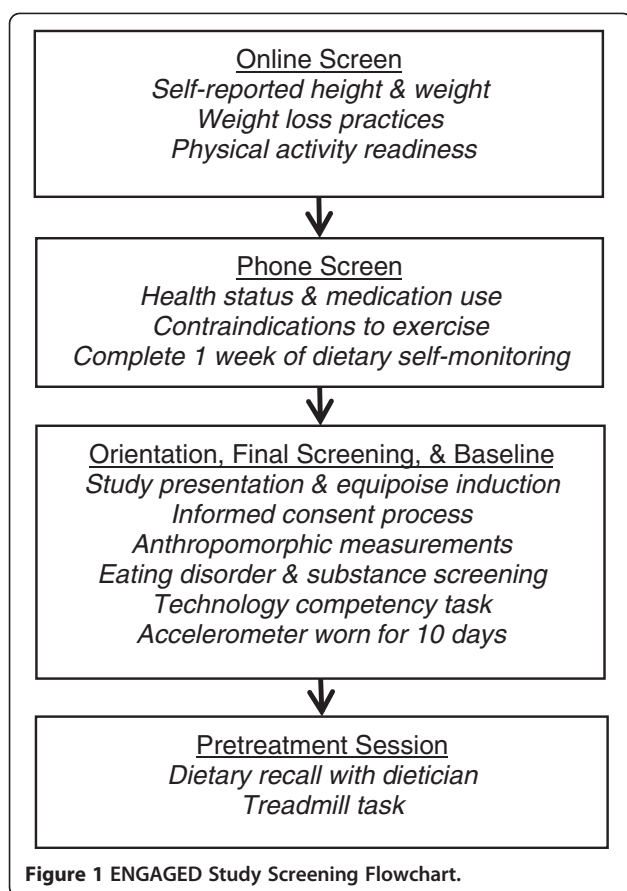 Online Screen
Self-reported height & weight
Weight loss practices
Physical activity readiness
Phone Screen
Health status & medication use
Contraindications to exercise
Complete 1 week of dietary self-monitoring
Orientation, Final Screening, & Baseline
Study presentation & equipoise induction
Informed consent process
Anthropomorphic measurements
Eating disorder & substance screening
Technology competency task
Accelerometer worn for 10 days
Pretreatment Session
Dietary recall with dietician
Treadmill task
Figure 1 ENGAGED Study Screening Flowchart.